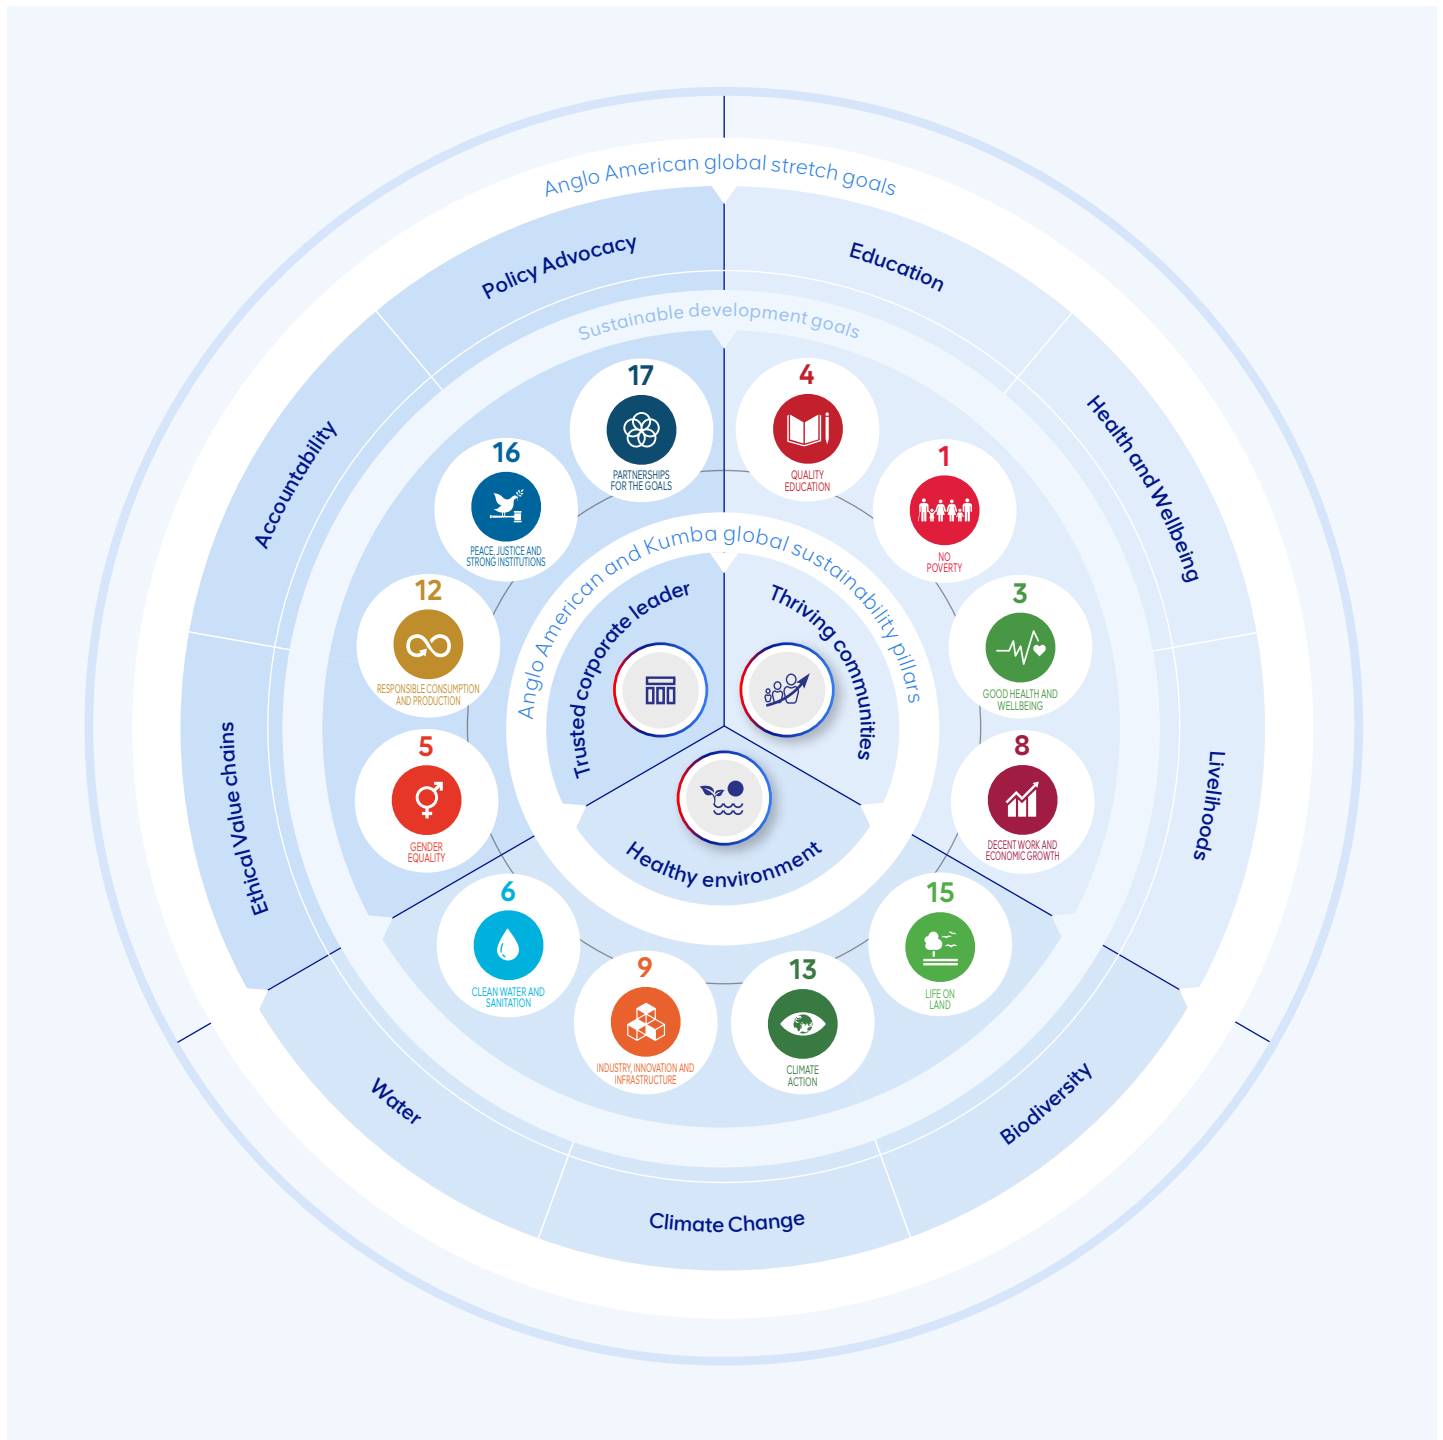 Anglo American global stretch goals
Policy Advocacy
Education
Accountability
Health and Wellbeing
Ethical Value chains
Livelihoods
Water
Climate Change
Biodiversity
Sustainable development goals
17
PARTNERSHIPS
FOR THE GOALS
4
QUALITY
EDUCATION
16
PEACE, JUSTICE AND
STRONG INSTITUTIONS
1
NO
POVERTY
12
RESPONSIBLE CONSUMPTION
AND PRODUCTION
3
GOOD HEALTH AND
WELLBEING
5
GENDER
EQUALITY
8
DECENT WORK AND
ECONOMIC GROWTH
6
CLEAN WATER AND
SANITATION
15
LIFE ON
LAND
9
INDUSTRY, INNOVATION AND
INFRASTRUCTURE
13
CLIMATE
ACTION
Anglo American and Kumba global sustainability pillars
Trusted corporate leader
Thriving communities
Healthy environment